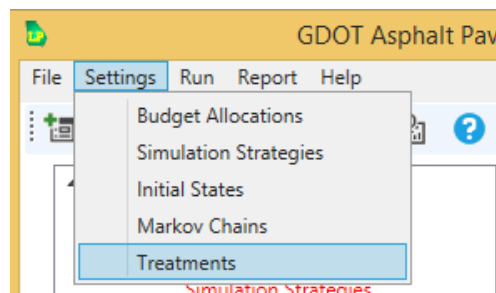 GDOT Asphalt Pav
File Settings Run Report Help
Budget Allocations
Simulation Strategies
Initial States
Markov Chains
Treatments
Simulation Strategies